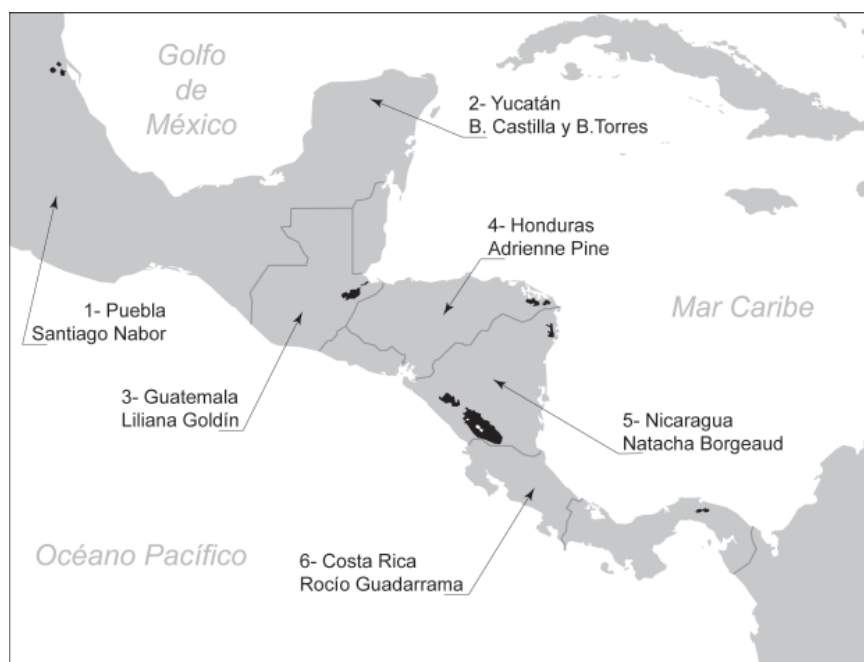 Golfo
de
México
2- Yucatán
B. Castilla y B.Torres
4- Honduras
Adrienne Pine
1- Puebla
Santiago Nabor
Mar Caribe
3- Guatemala
Liliana Goldín
5- Nicaragua
Natacha Borgeaud
Océano Pacífico
6- Costa Rica
Rocío Guadarrama